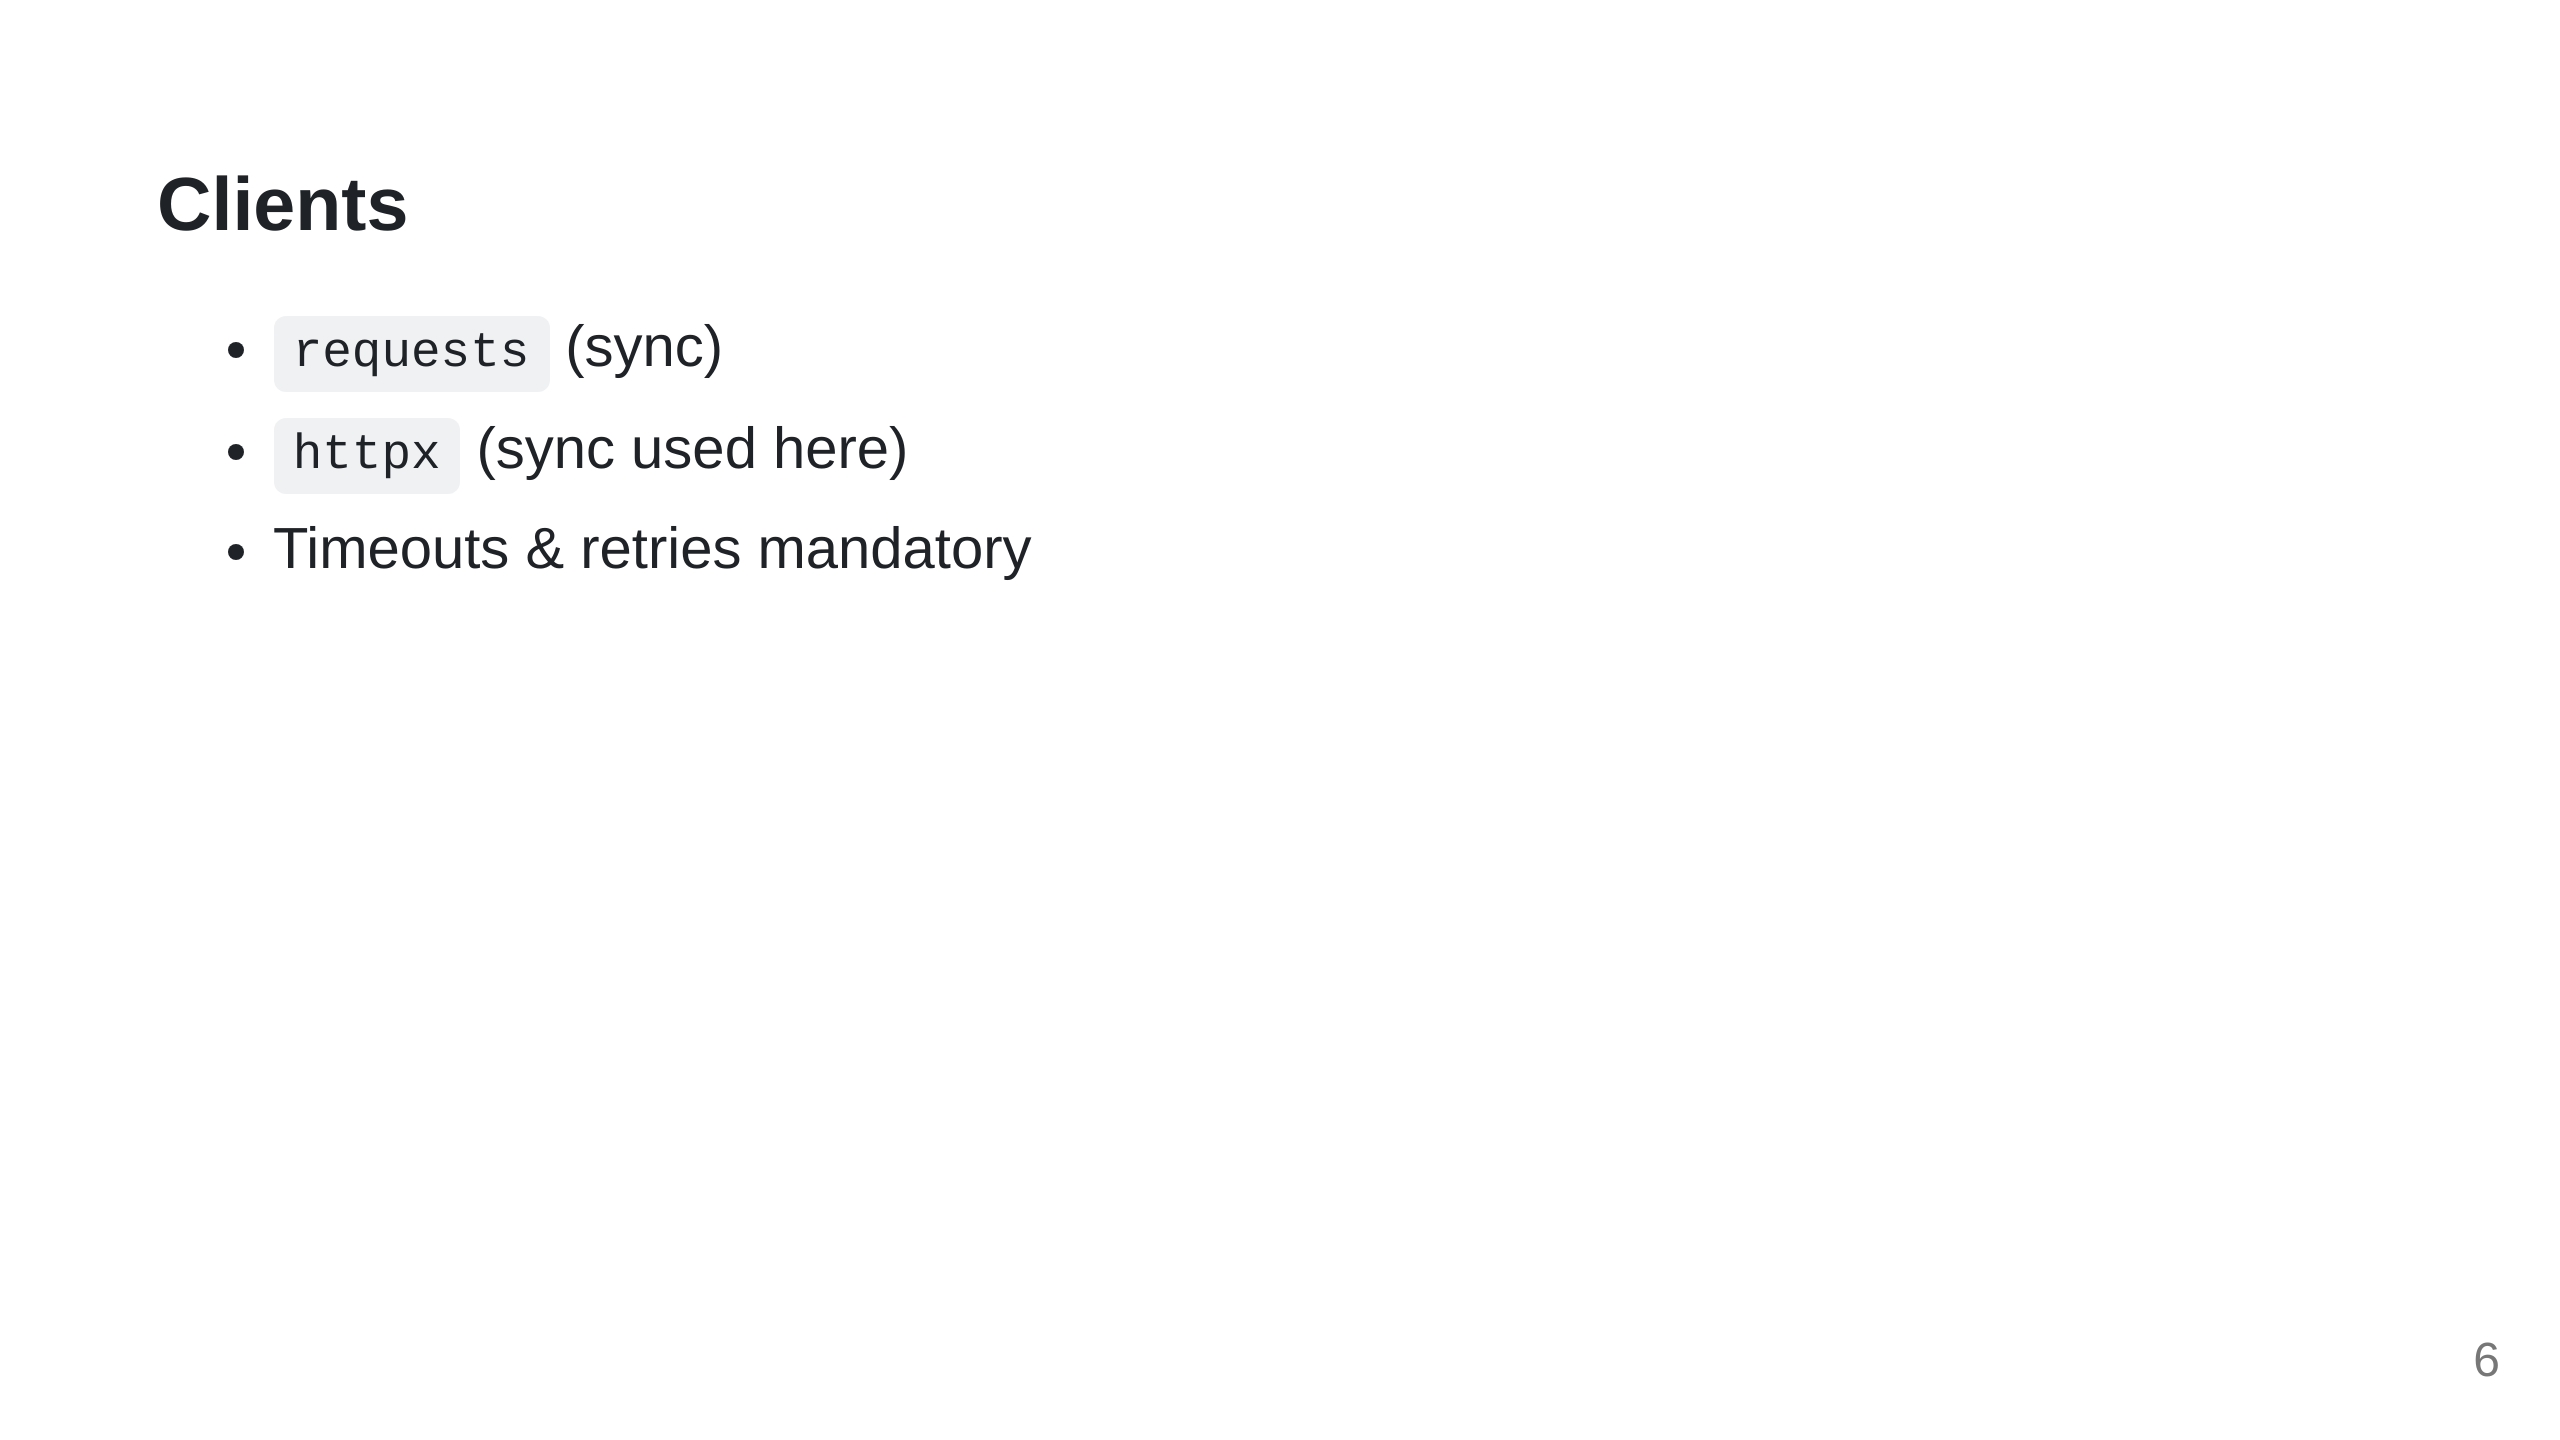 Clients
• requests (sync)
• httpx (sync used here)
• Timeouts & retries mandatory
6